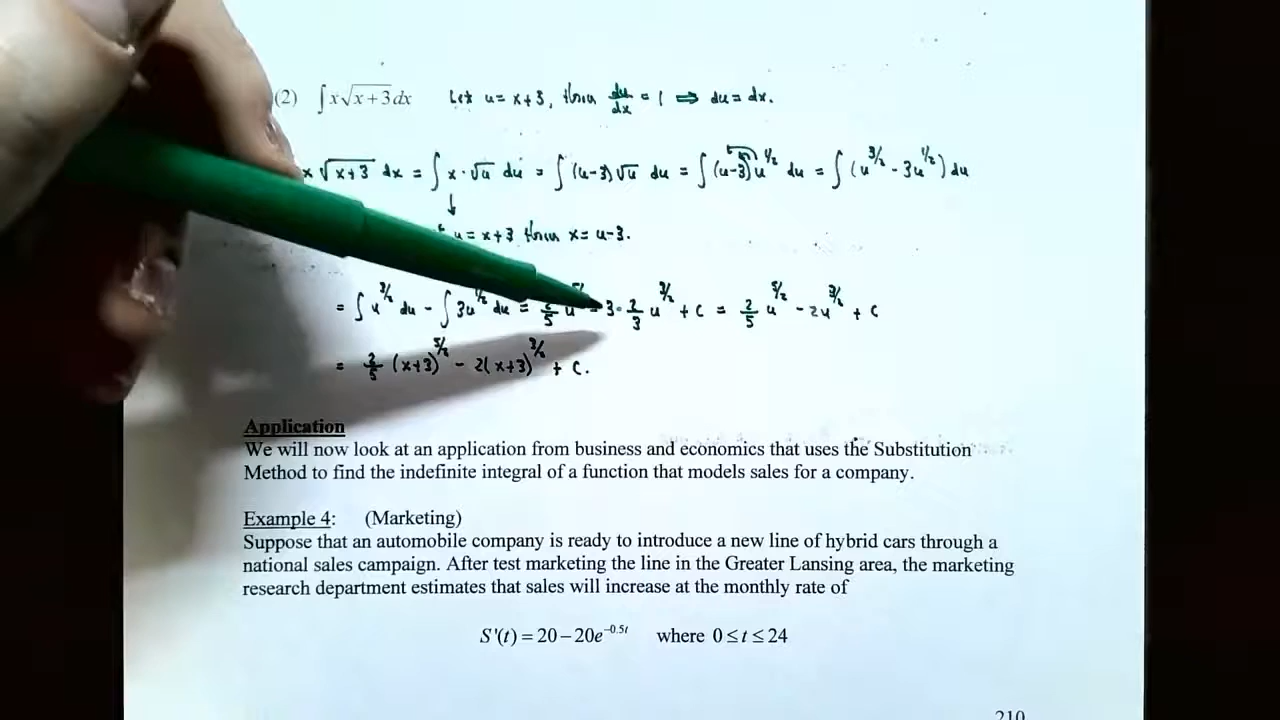 (2) ∫x√(x+3)dx Let u = x+3, then du/dx = 1 ⟹ du = dx.
x √(x+3) dx = ∫ x · √u du = ∫ (u-3)√u du = ∫ (u-3)u^(1/2) du = ∫ (u^(3/2) - 3u^(1/2)) du
u = x+3 then x = u-3.
= ∫ u^(3/2) du - ∫ 3u^(1/2) du = 2/5 u - 3 · 2/3 u^(3/2) + C = 2/5 u^(5/2) - 2u^(3/2) + C
= 2/5 (x+3)^(5/2) - 2(x+3)^(3/2) + C.
Application
We will now look at an application from business and economics that uses the Substitution
Method to find the indefinite integral of a function that models sales for a company.
Example 4: (Marketing)
Suppose that an automobile company is ready to introduce a new line of hybrid cars through a
national sales campaign. After test marketing the line in the Greater Lansing area, the marketing
research department estimates that sales will increase at the monthly rate of
S'(t) = 20 – 20e^(–0.5t) where 0 ≤ t ≤ 24
210